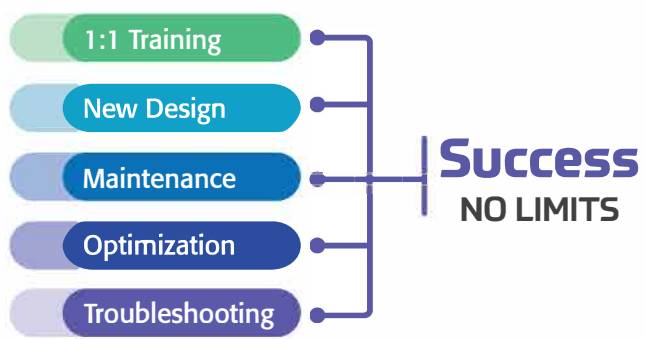 1:1 Training
New Design
Maintenance
Optimization
Troubleshooting
Success
NO LIMITS